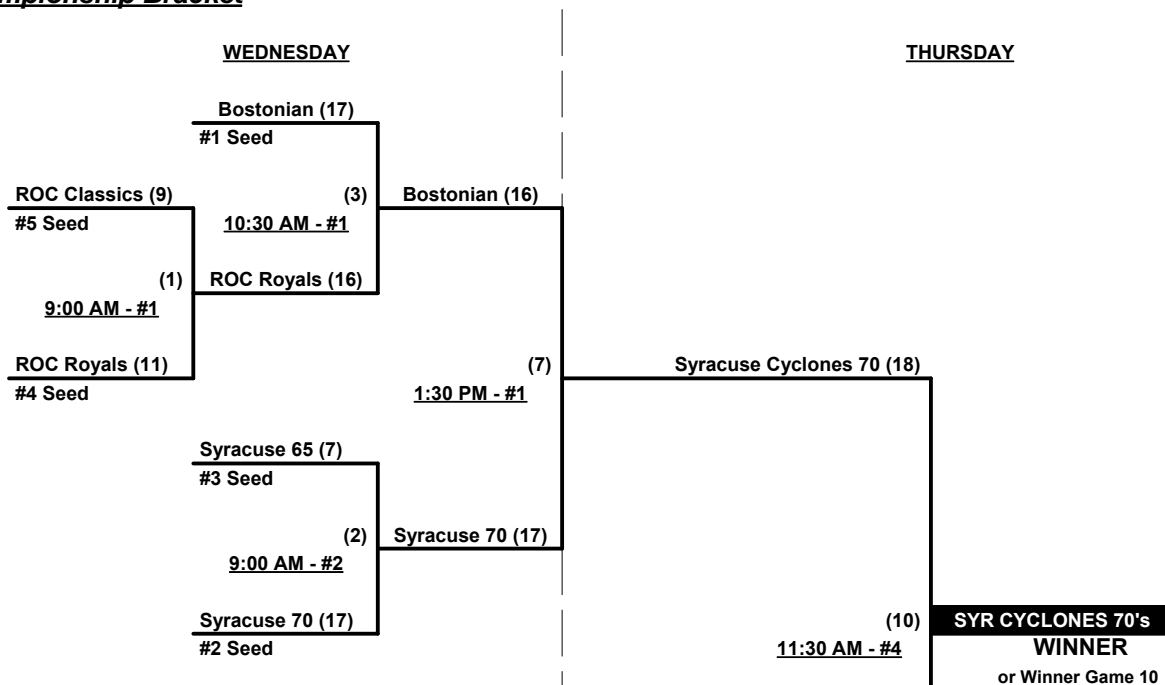 mpionship Bracket
WEDNESDAY
THURSDAY
Bostonian (17)
#1 Seed
ROC Classics (9)
#5 Seed
(3)
10:30 AM - #1
Bostonian (16)
(1)
9:00 AM - #1
ROC Royals (16)
ROC Royals (11)
#4 Seed
(7)
1:30 PM - #1
Syracuse Cyclones 70 (18)
Syracuse 65 (7)
#3 Seed
(2)
9:00 AM - #2
Syracuse 70 (17)
Syracuse 70 (17)
#2 Seed
(10)
11:30 AM - #4
SYR CYCLONES 70's
WINNER
or Winner Game 10